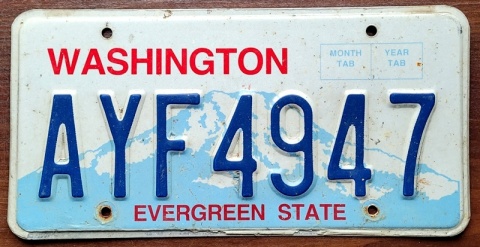 WASHINGTON
MONTH TAB YEAR TAB
AYF4947
EVERGREEN STATE